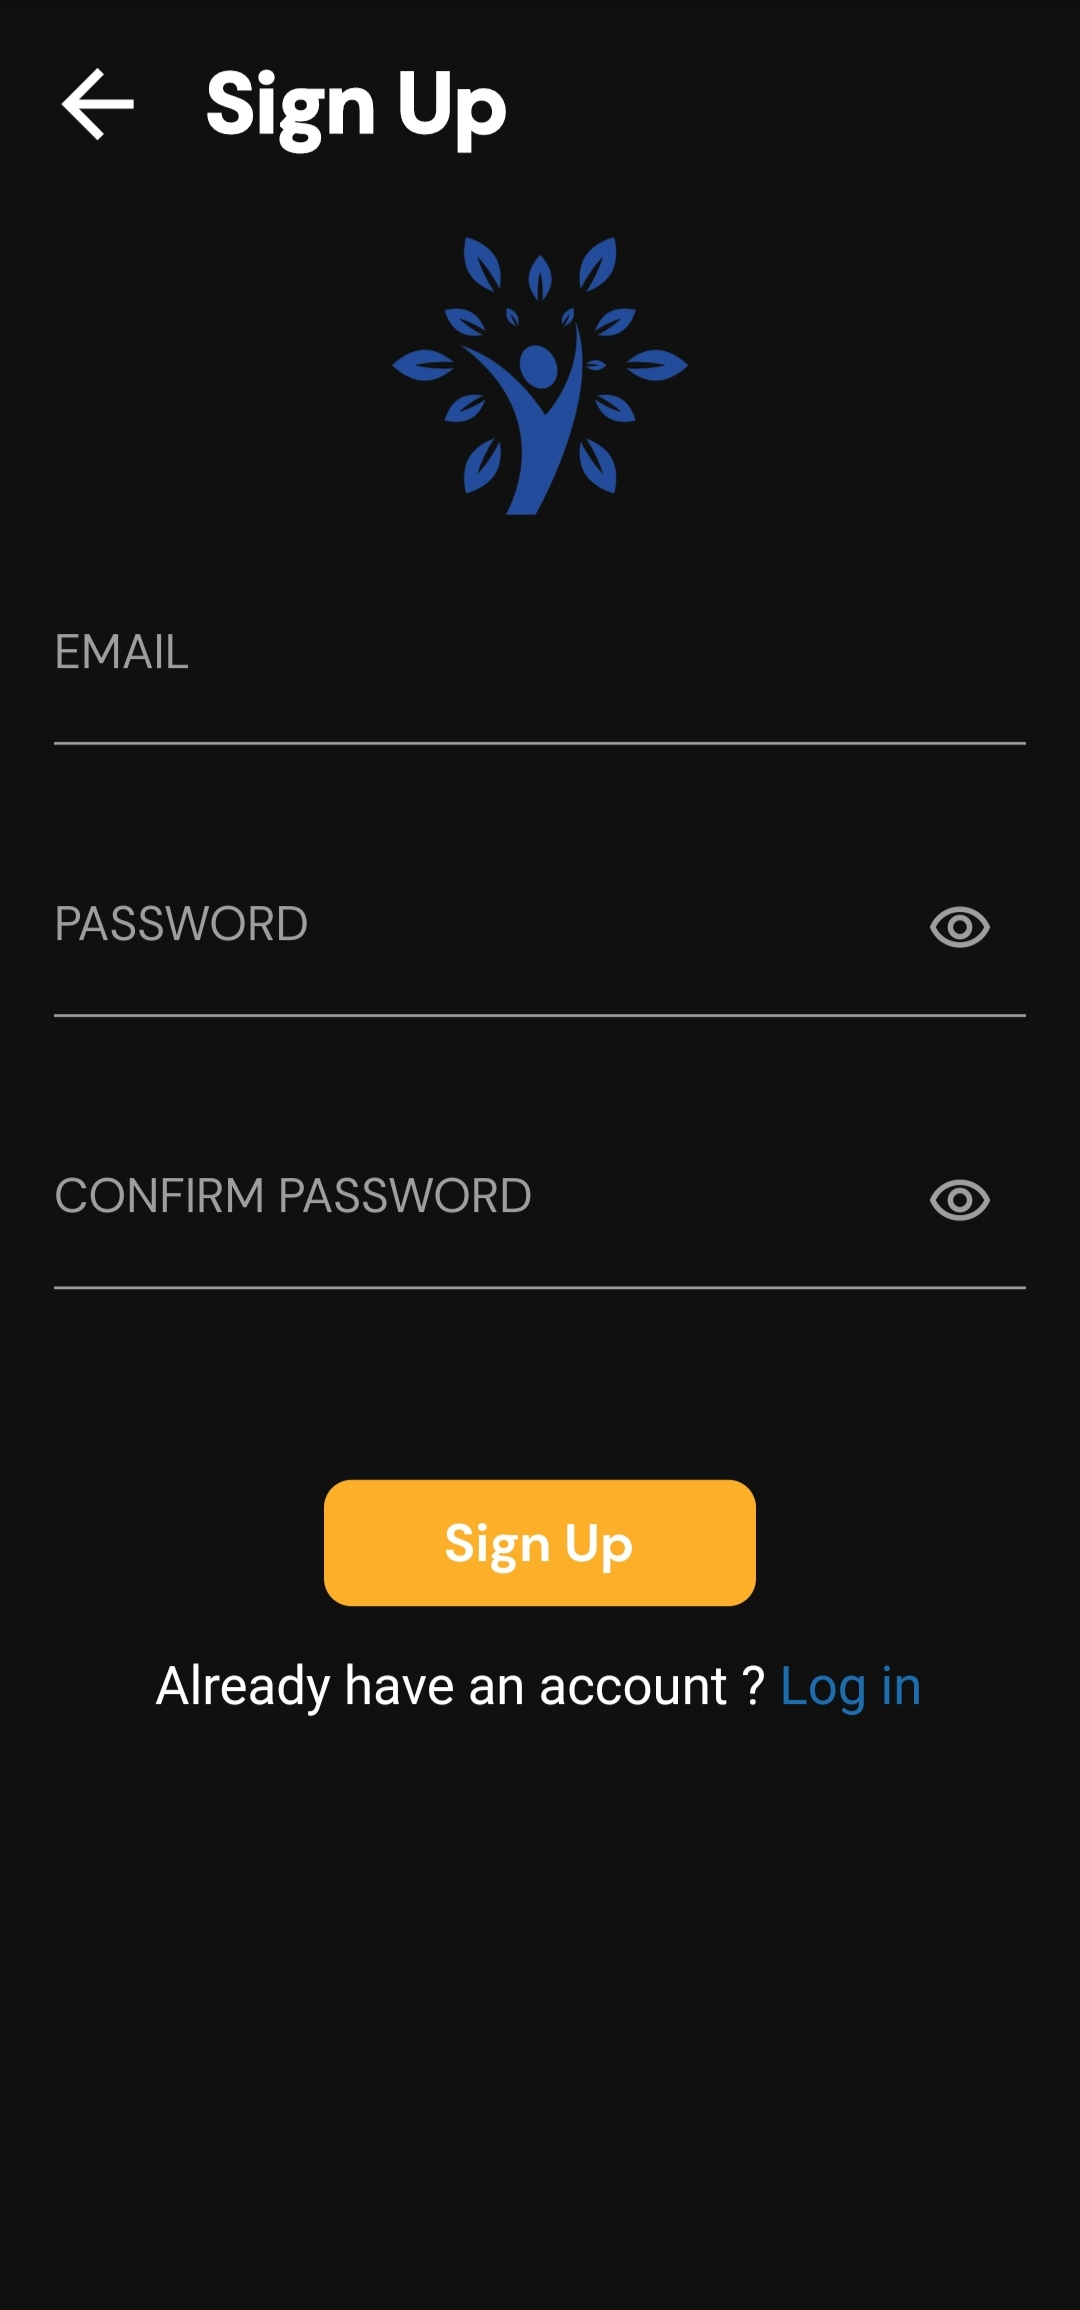 Sign Up
EMAIL
PASSWORD
CONFIRM PASSWORD
Sign Up
Already have an account ? Log in